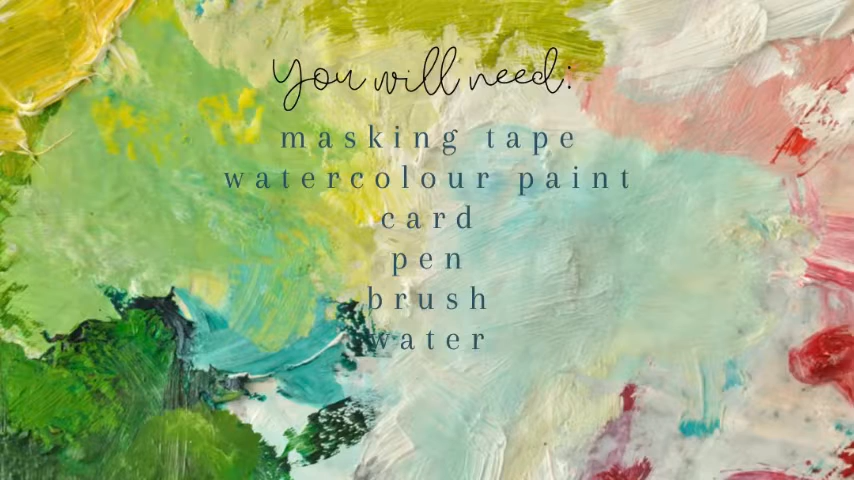 You will need:
masking tape
watercolour paint
card
pen
brush
water